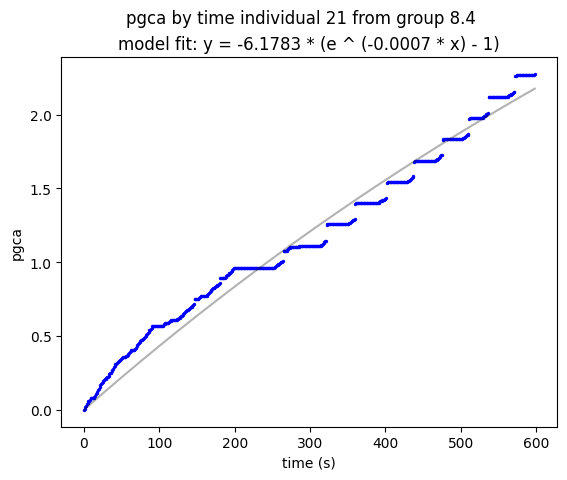 pgca by time individual 21 from group 8.4
model fit: y = -6.1783 * (e ^ (-0.0007 * x) - 1)
2.0
1.5
1.0
0.5
0.0
pgca
0 100 200 300 400 500 600
time (s)